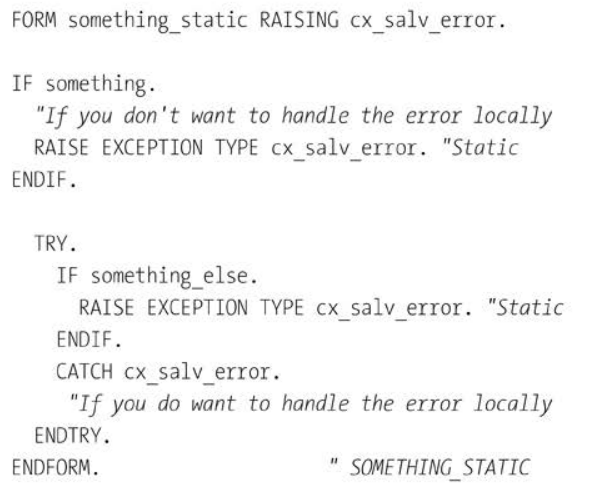 FORM something_static RAISING cx_salv_error.
IF something.
"If you don't want to handle the error locally
RAISE EXCEPTION TYPE cx_salv_error. "Static
ENDIF.
TRY.
IF something_else.
RAISE EXCEPTION TYPE cx_salv_error. "Static
ENDIF.
CATCH cx_salv_error.
"If you do want to handle the error locally
ENDTRY.
ENDFORM. " SOMETHING_STATIC